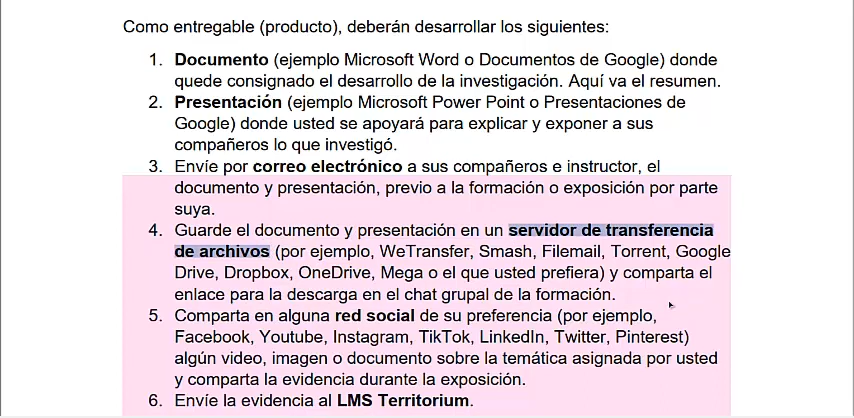 Como entregable (producto), deberán desarrollar los siguientes:
1. Documento (ejemplo Microsoft Word o Documentos de Google) donde
quede consignado el desarrollo de la investigación. Aquí va el resumen.
2. Presentación (ejemplo Microsoft Power Point o Presentaciones de
Google) donde usted se apoyará para explicar y exponer a sus
compañeros lo que investigó.
3. Envíe por correo electrónico a sus compañeros e instructor, el
documento y presentación, previo a la formación o exposición por parte
suya.
4. Guarde el documento y presentación en un servidor de transferencia
de archivos (por ejemplo, WeTransfer, Smash, Filemail, Torrent, Google
Drive, Dropbox, OneDrive, Mega o el que usted prefiera) y comparta el
enlace para la descarga en el chat grupal de la formación.
5. Comparta en alguna red social de su preferencia (por ejemplo,
Facebook, Youtube, Instagram, TikTok, LinkedIn, Twitter, Pinterest)
algún video, imagen o documento sobre la temática asignada por usted
y comparta la evidencia durante la exposición.
6. Envíe la evidencia al LMS Territorium.